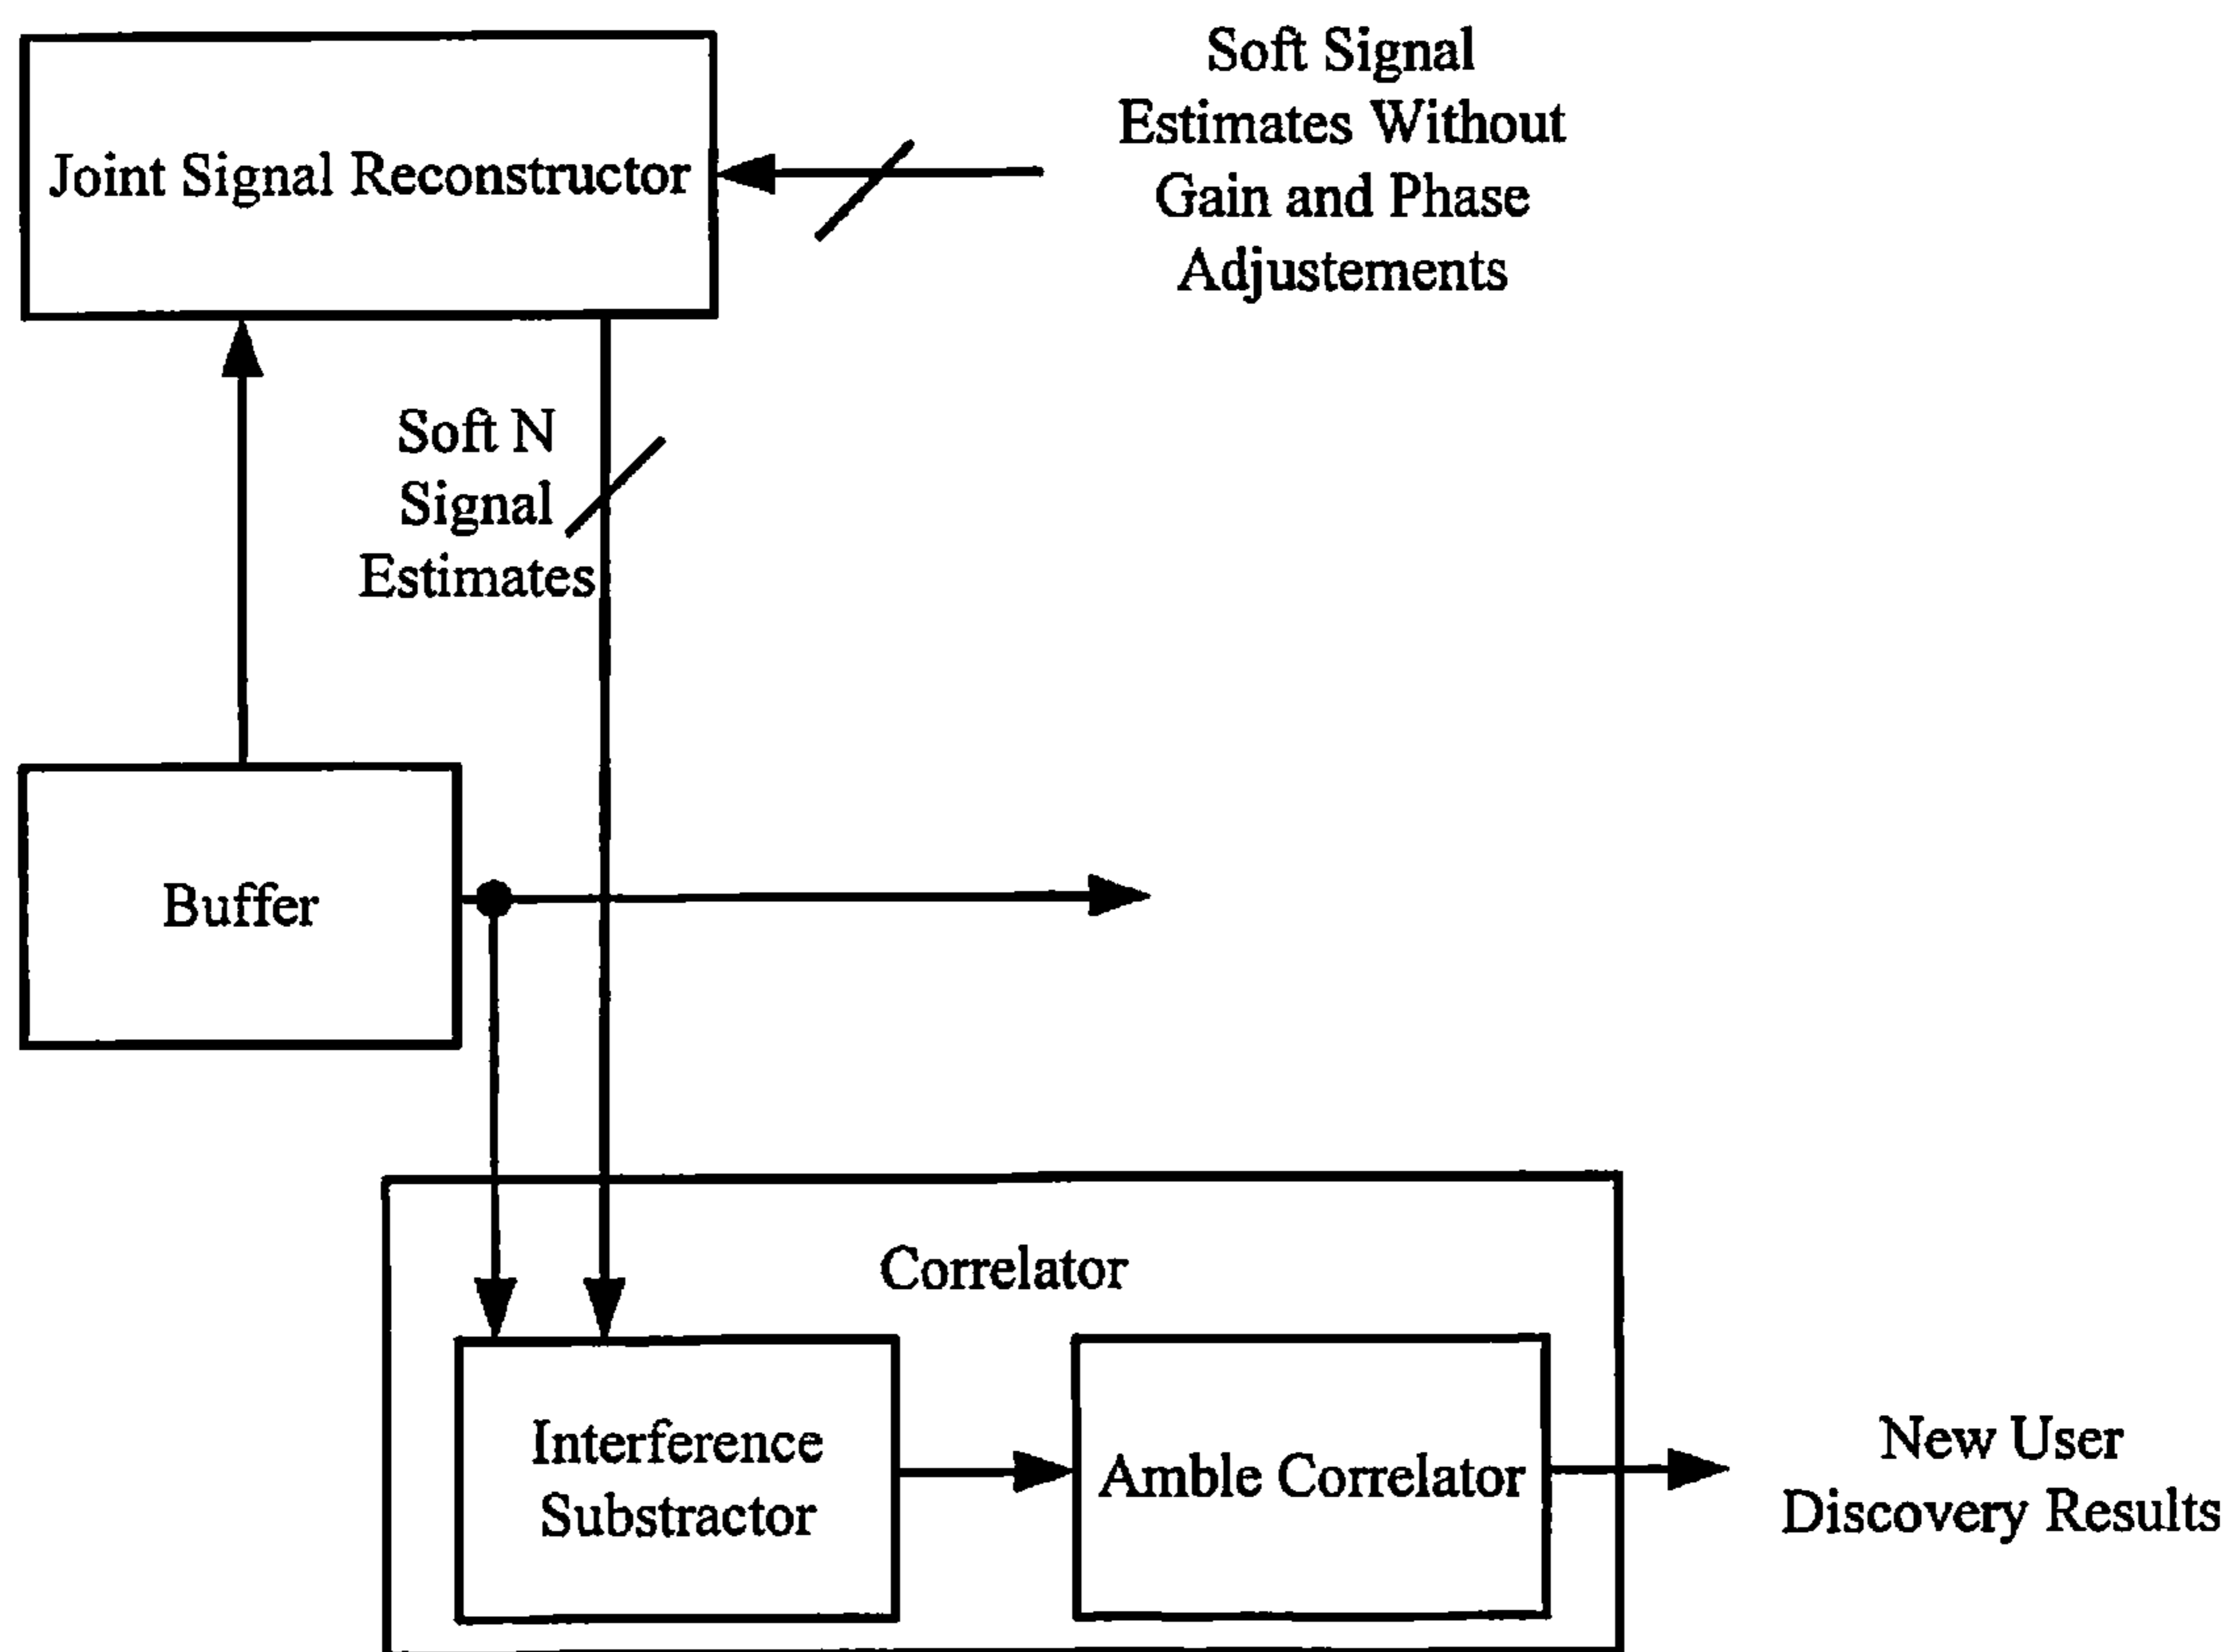 Soft Signal
Estimates Without
Gain and Phase
Adjustements
Joint Signal Reconstructor
Soft N
Signal
Estimates
Buffer
Correlator
Interference
Substractor
Amble Correlator
New User
Discovery Results